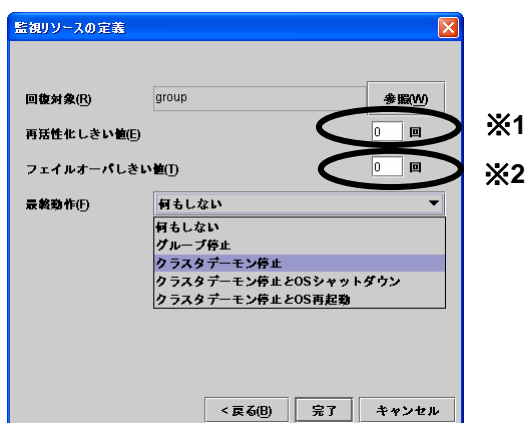 監視リソースの定義
回復対象(R) group 参照(W)
再活性化しきい値(E) 0 回 ※1
フェイルオーバしきい値(T) 0 回 ※2
最終動作(F) 何もしない
何もしない
グループ停止
クラスタデーモン停止
クラスタデーモン停止とOSシャットダウン
クラスタデーモン停止とOS再起動
<戻る(B) 完了 キャンセル